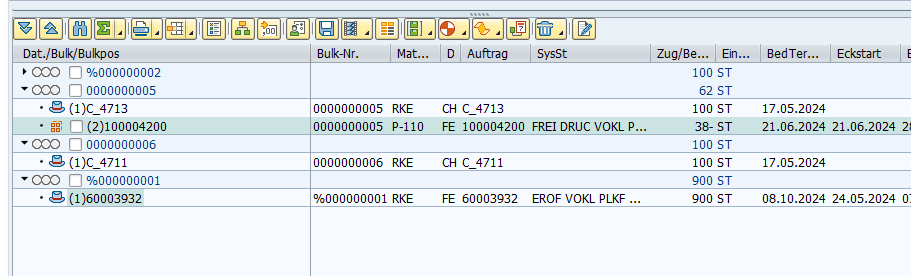 Dat./Bulk/Bulkpos Bulk-Nr. Mat... D Auftrag SysSt Zug/Be... Ein... BedTer... Eckstart
%000000002 100 ST
0000000005 62 ST
(1)C_4713 0000000005 RKE CH C_4713 100 ST 17.05.2024
(2)100004200 0000000005 P-110 FE 100004200 FREI DRUC VOKL P... 38- ST 21.06.2024 21.06.2024
0000000006 100 ST
(1)C_4711 0000000006 RKE CH C_4711 100 ST 17.05.2024
%000000001 900 ST
(1)60003932 %000000001 RKE FE 60003932 EROF VOKL PLKF ... 900 ST 08.10.2024 24.05.2024